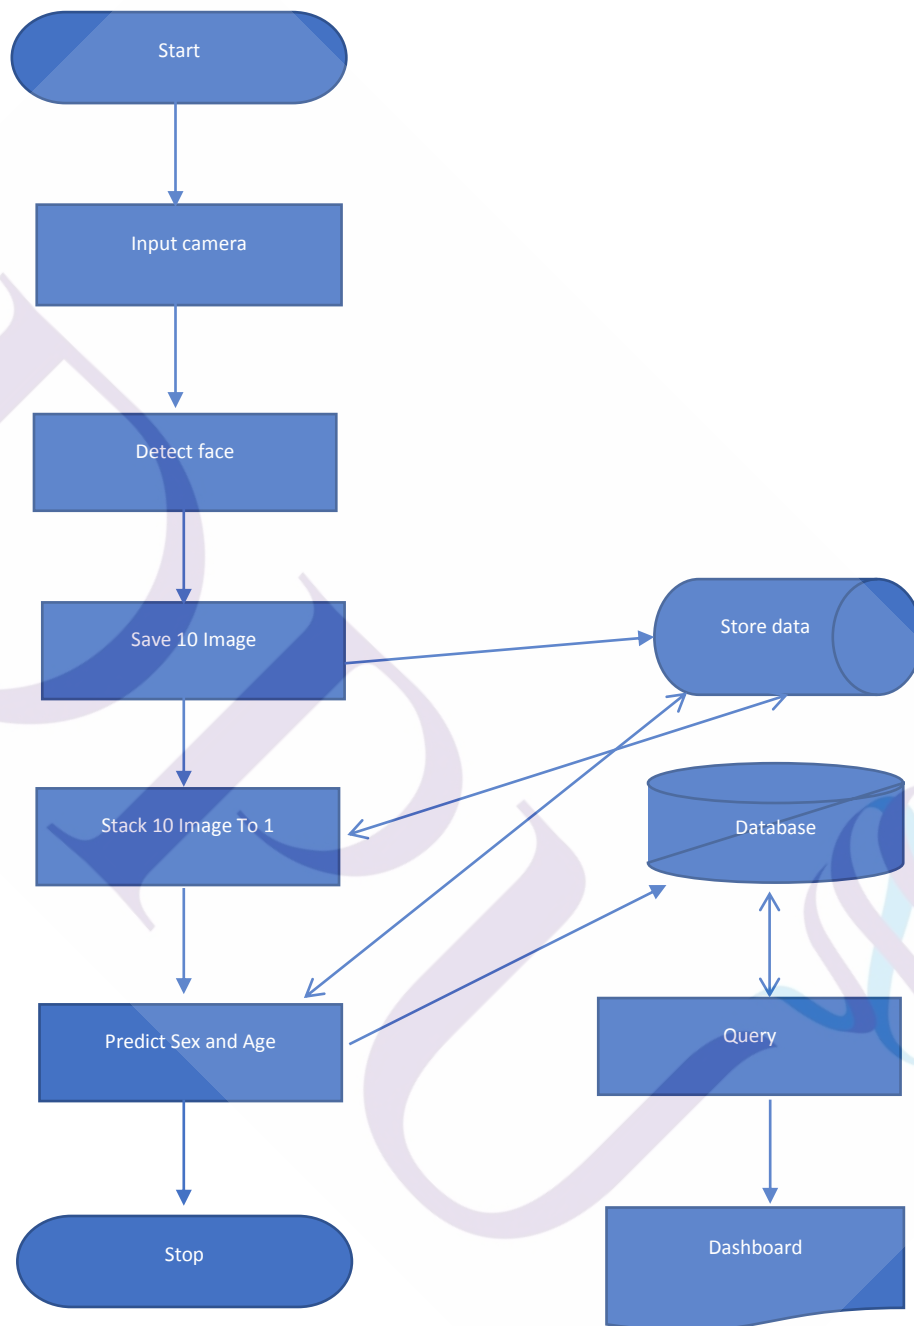 Start
Input camera
Detect face
Save 10 Image
Store data
Stack 10 Image To 1
Database
Predict Sex and Age
Query
Stop
Dashboard